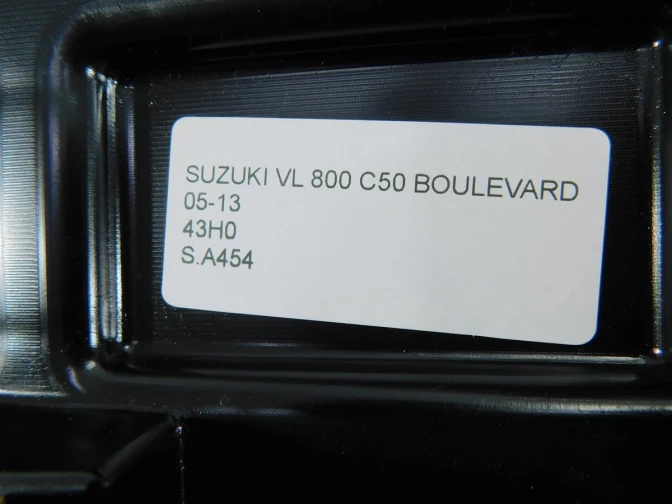 SUZUKI VL 800 C50 BOULEVARD
05-13
43H0
S.A454